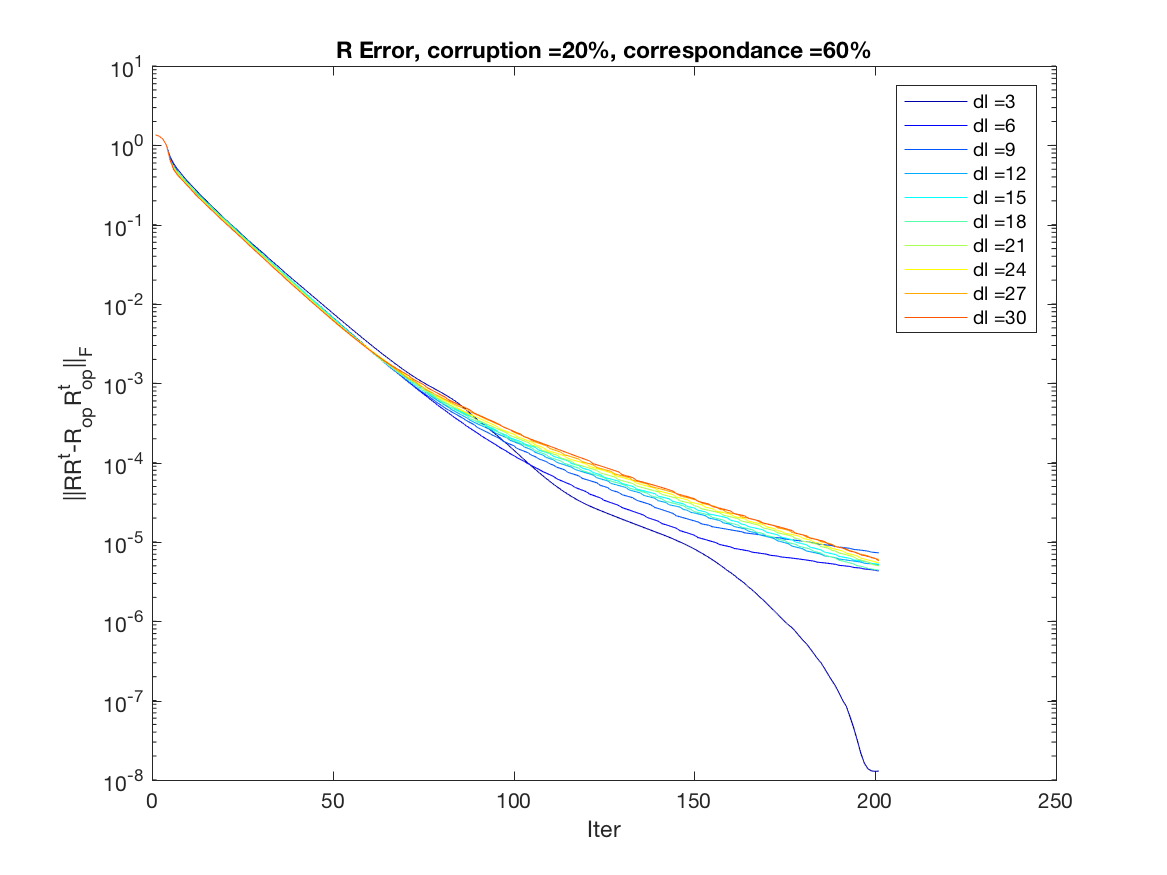 R Error, corruption =20%, correspondance =60%
10^1
10^0
10^-1
10^-2
10^-3
10^-4
10^-5
10^-6
10^-7
10^-8
||RR^t-R_op R_op^t||_F
0 50 100 150 200 250
Iter
dl =3
dl =6
dl =9
dl =12
dl =15
dl =18
dl =21
dl =24
dl =27
dl =30